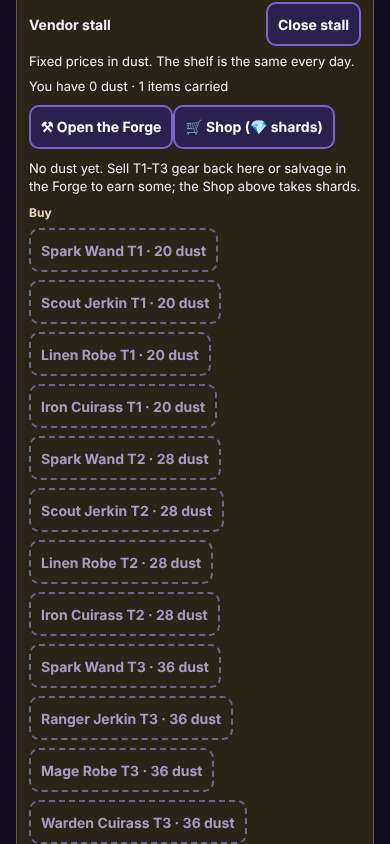 Vendor stall
Close stall
Fixed prices in dust. The shelf is the same every day.
You have 0 dust · 1 items carried
⚒ Open the Forge
🛒 Shop (💎 shards)
No dust yet. Sell T1-T3 gear back here or salvage in
the Forge to earn some; the Shop above takes shards.
Buy
Spark Wand T1 · 20 dust
Scout Jerkin T1 · 20 dust
Linen Robe T1 · 20 dust
Iron Cuirass T1 · 20 dust
Spark Wand T2 · 28 dust
Scout Jerkin T2 · 28 dust
Linen Robe T2 · 28 dust
Iron Cuirass T2 · 28 dust
Spark Wand T3 · 36 dust
Ranger Jerkin T3 · 36 dust
Mage Robe T3 · 36 dust
Warden Cuirass T3 · 36 dust